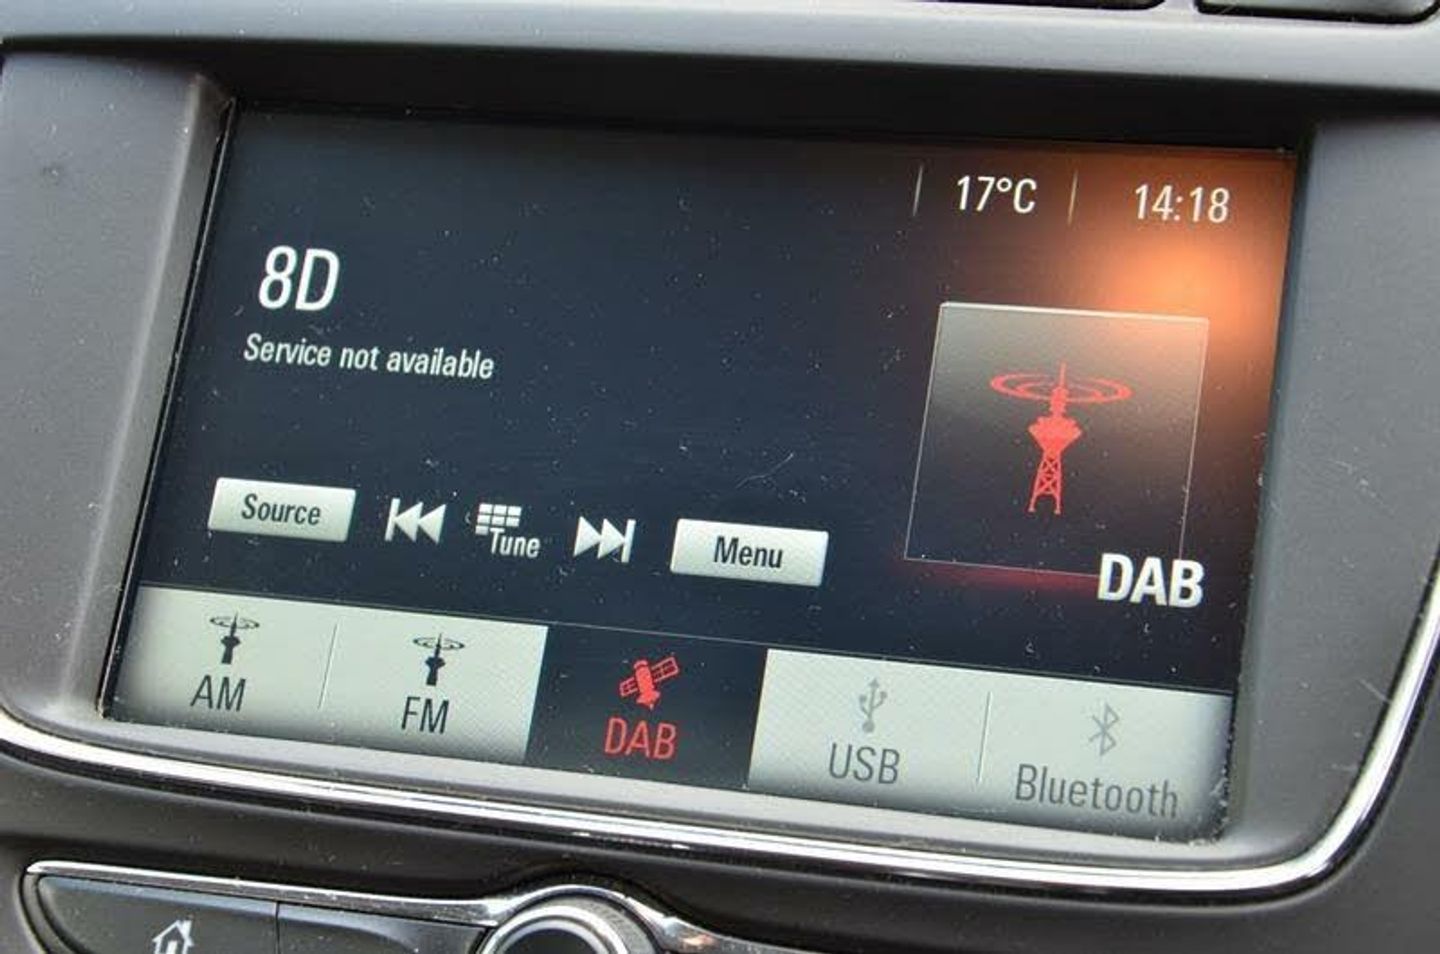 17°C 14:18
8D
Service not available
Source Tune Menu
DAB
AM FM DAB USB Bluetooth